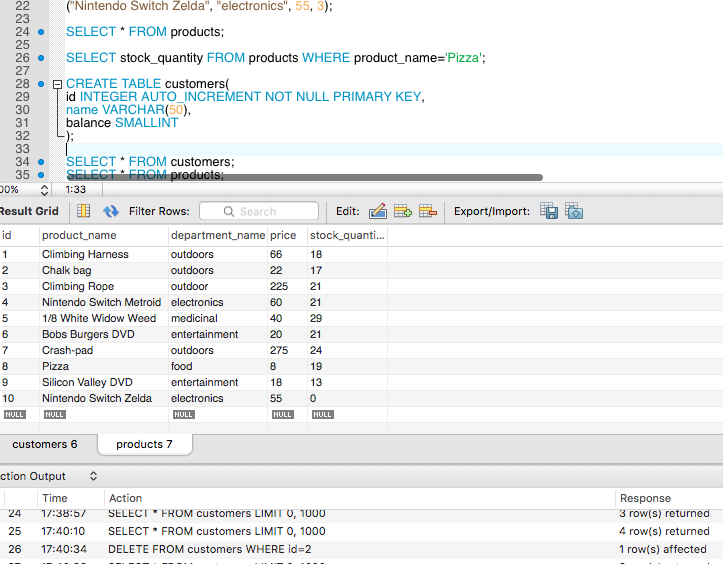 22 ("Nintendo Switch Zelda", "electronics", 55, 3);
23
24 SELECT * FROM products;
25
26 SELECT stock_quantity FROM products WHERE product_name='Pizza';
27
28 CREATE TABLE customers(
29 id INTEGER AUTO_INCREMENT NOT NULL PRIMARY KEY,
30 name VARCHAR(50),
31 balance SMALLINT
32 );
33
34 SELECT * FROM customers;
35 SELECT * FROM products;
00% 1:33
Result Grid Filter Rows: Search Edit: Export/Import:
id product_name department_name price stock_quanti...
1 Climbing Harness outdoors 66 18
2 Chalk bag outdoors 22 17
3 Climbing Rope outdoor 225 21
4 Nintendo Switch Metroid electronics 60 21
5 1/8 White Widow Weed medicinal 40 29
6 Bobs Burgers DVD entertainment 20 21
7 Crash-pad outdoors 275 24
8 Pizza food 8 19
9 Silicon Valley DVD entertainment 18 13
10 Nintendo Switch Zelda electronics 55 0
NULL NULL NULL NULL NULL
customers 6 products 7
ction Output
Time Action Response
24 17:38:57 SELECT * FROM customers LIMIT 0, 1000 3 row(s) returned
25 17:40:10 SELECT * FROM customers LIMIT 0, 1000 4 row(s) returned
26 17:40:34 DELETE FROM customers WHERE id=2 1 row(s) affected